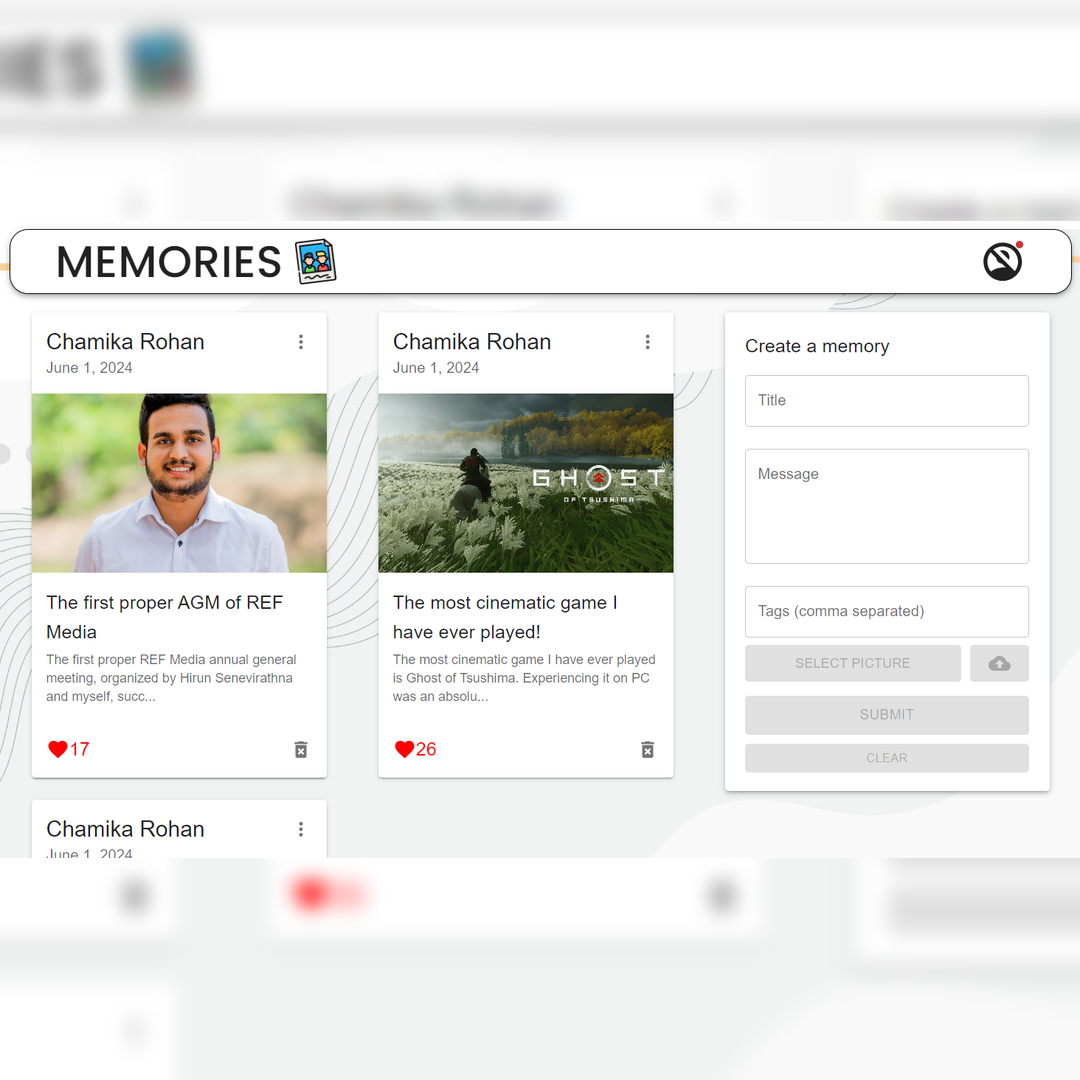 MEMORIES
Chamika Rohan
June 1, 2024
The first proper AGM of REF
Media
The first proper REF Media annual general
meeting, organized by Hirun Senevirathna
and myself, succ...
17
Chamika Rohan
June 1, 2024
GHOST
OF TSUSHIMA
The most cinematic game I
have ever played!
The most cinematic game I have ever played
is Ghost of Tsushima. Experiencing it on PC
was an absolu...
26
Create a memory
Title
Message
Tags (comma separated)
SELECT PICTURE
SUBMIT
CLEAR
Chamika Rohan
June 1, 2024